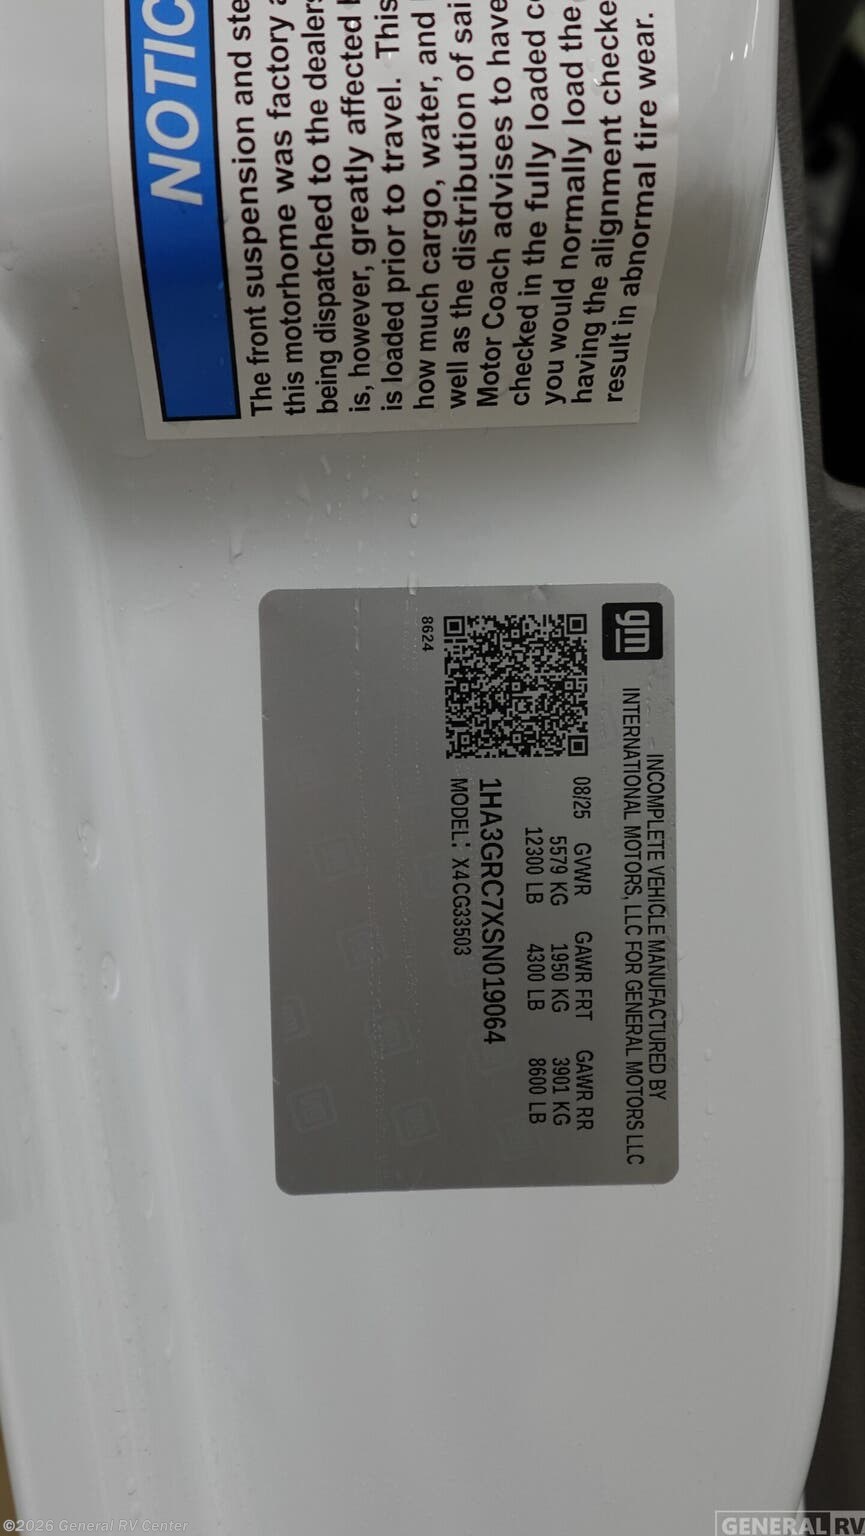 NOTIC
The front suspension and ste
this motorhome was factory a
being dispatched to the dealers
is, however, greatly affected
is loaded prior to travel. This
how much cargo, water, and
well as the distribution of sai
Motor Coach advises to have
checked in the fully loaded c
you would normally load the
having the alignment checke
result in abnormal tire wear.
gm
INCOMPLETE VEHICLE MANUFACTURED BY
INTERNATIONAL MOTORS, LLC FOR GENERAL MOTORS LLC
08/25 GVWR GAWR FRT GAWR RR
5579 KG 1950 KG 3901 KG
12300 LB 4300 LB 8600 LB
1HA3GRC7XSN019064
MODEL: X4CG33503
8624
©2026 General RV Center
GENERAL RV